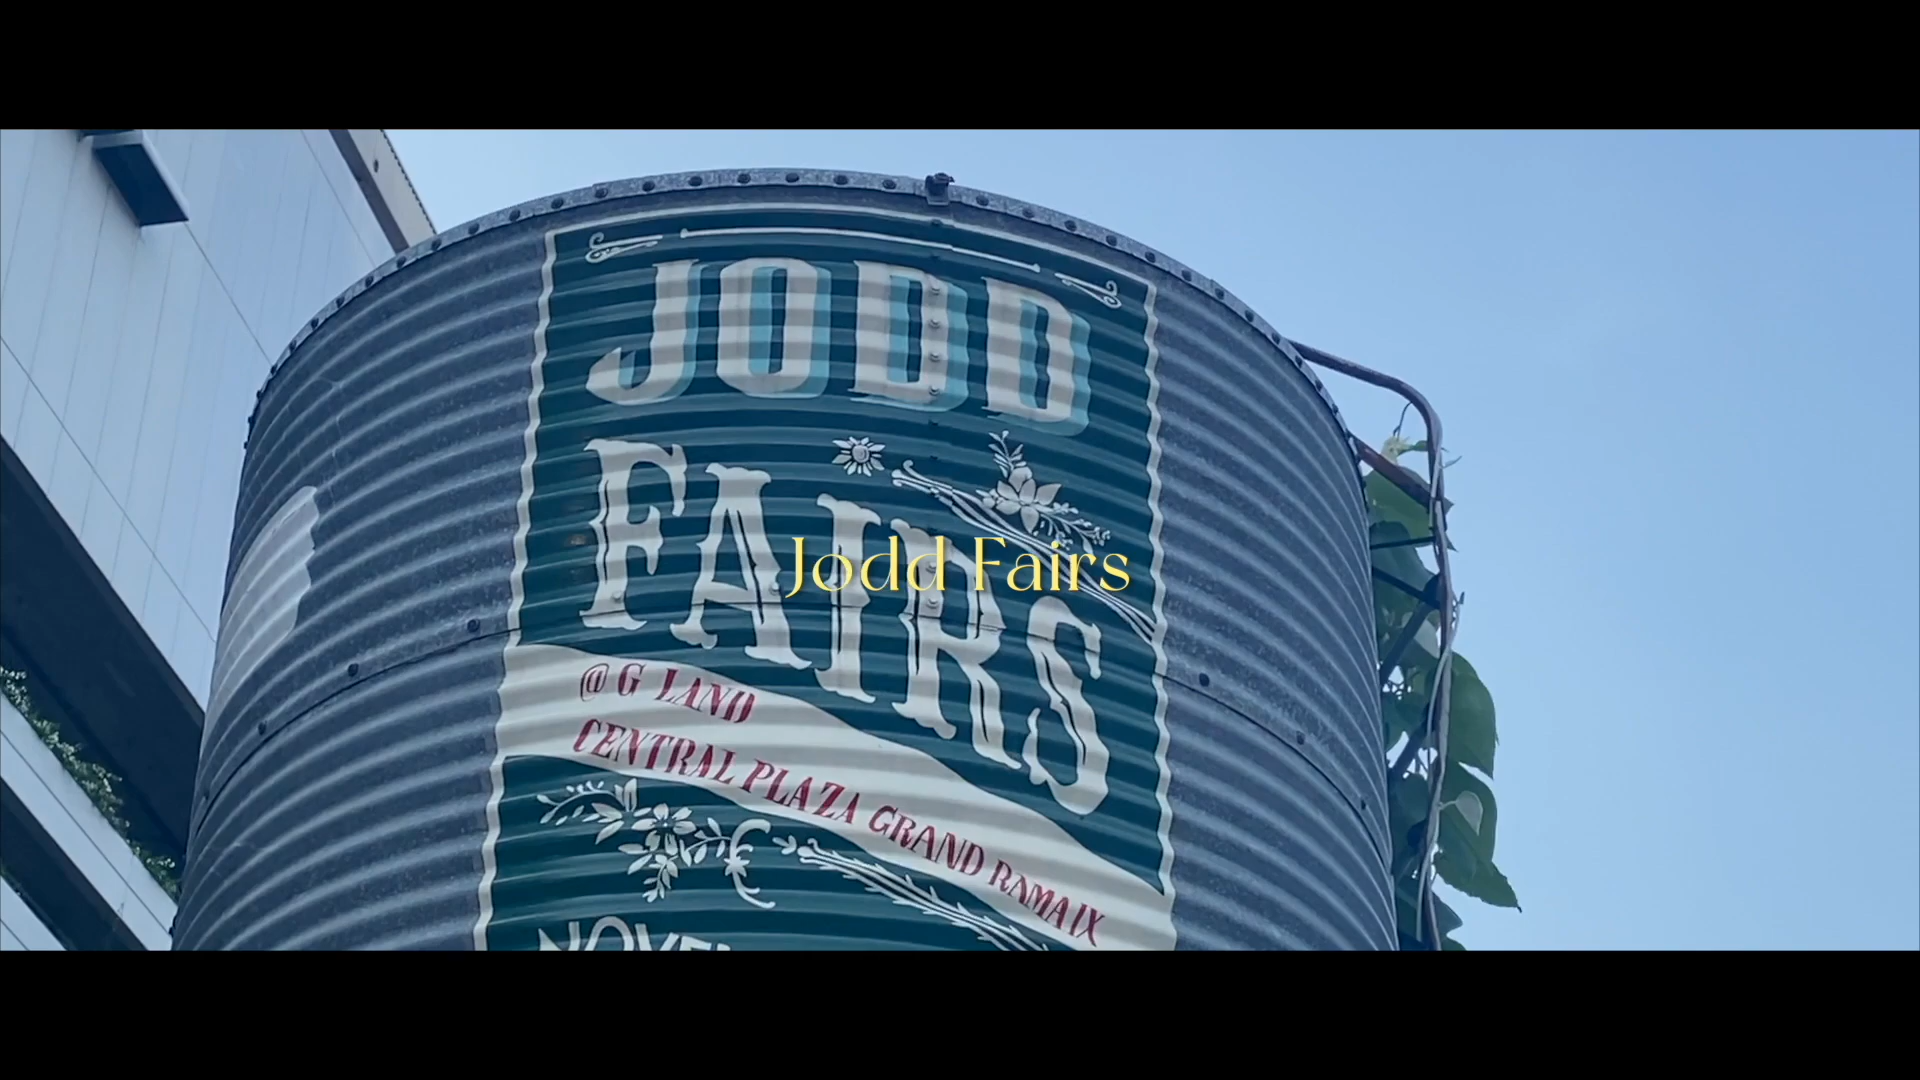 JODD
FAIRS
Jodd Fairs
@ G LAND
CENTRAL PLAZA GRAND RAMA IX